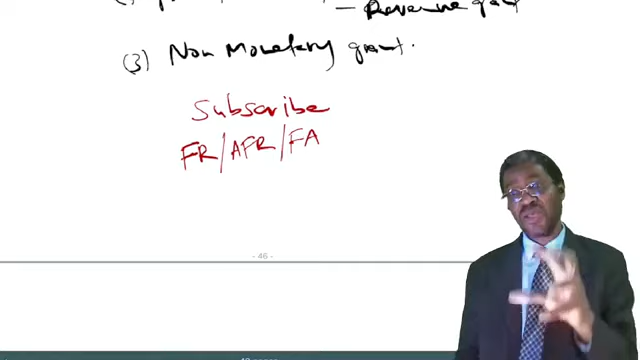 - Revenue grant
(3) Non Monetary grant.
Subscribe
FR/AFR/FA
- 46 -